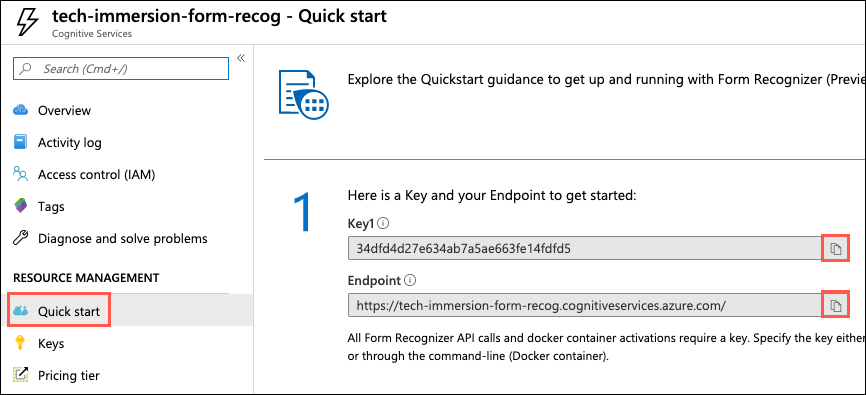 tech-immersion-form-recog - Quick start
Cognitive Services
Search (Cmd+/)
«
Overview
Activity log
Access control (IAM)
Tags
Diagnose and solve problems
RESOURCE MANAGEMENT
Quick start
Keys
Pricing tier
Explore the Quickstart guidance to get up and running with Form Recognizer (Previe
1
Here is a Key and your Endpoint to get started:
Key1
34dfd4d27e634ab7a5ae663fe14fdfd5
Endpoint
https://tech-immersion-form-recog.cognitiveservices.azure.com/
All Form Recognizer API calls and docker container activations require a key. Specify the key either
or through the command-line (Docker container).